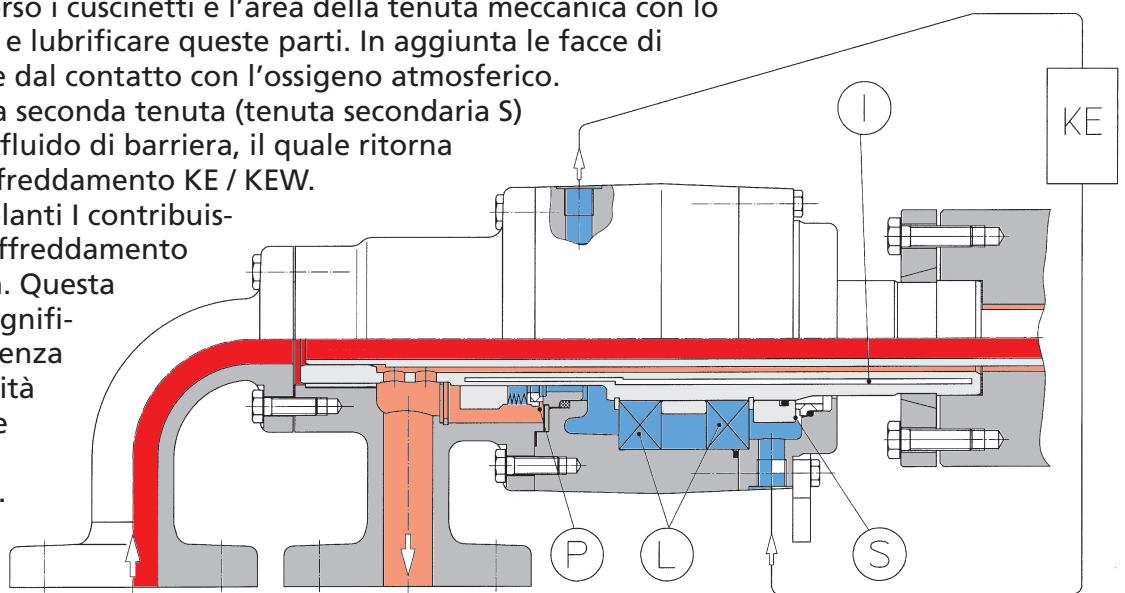 rso i cuscinetti e l'area della tenuta meccanica con lo
e lubrificare queste parti. In aggiunta le facce di
e dal contatto con l'ossigeno atmosferico.
a seconda tenuta (tenuta secondaria S)
fluido di barriera, il quale ritorna
freddamento KE / KEW.
lanti I contribuis-
ffreddamento
. Questa
gnifi-
enza
ità
e
.
I
KE
P
L
S